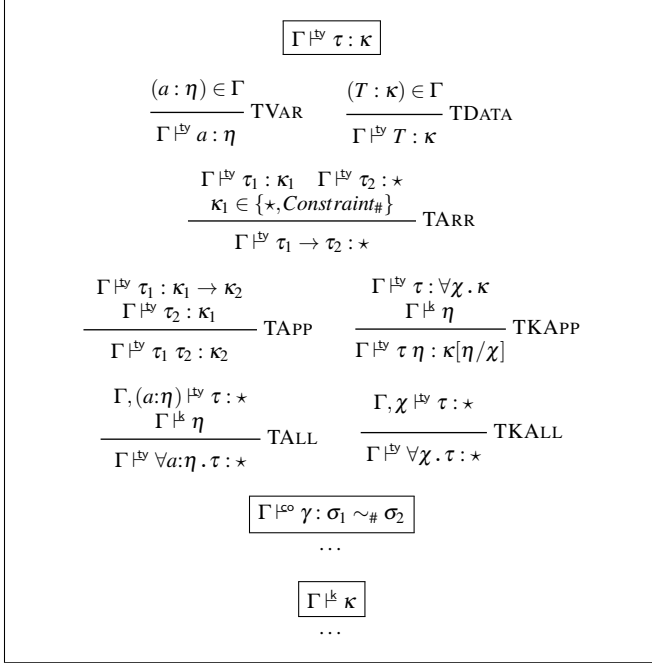 Γ ⊢ty τ : κ
(a : η) ∈ Γ
Γ ⊢ty a : η
TVAR
(T : κ) ∈ Γ
Γ ⊢ty T : κ
TDATA
Γ ⊢ty τ1 : κ1 Γ ⊢ty τ2 : ⋆
κ1 ∈ {⋆, Constraint#}
Γ ⊢ty τ1 → τ2 : ⋆
TARR
Γ ⊢ty τ1 : κ1 → κ2
Γ ⊢ty τ2 : κ1
Γ ⊢ty τ1 τ2 : κ2
TAPP
Γ ⊢ty τ : ∀χ . κ
Γ ⊢k η
Γ ⊢ty τ η : κ[η/χ]
TKAPP
Γ, (a:η) ⊢ty τ : ⋆
Γ ⊢k η
Γ ⊢ty ∀a:η . τ : ⋆
TALL
Γ, χ ⊢ty τ : ⋆
Γ ⊢ty ∀χ . τ : ⋆
TKALL
Γ ⊢co γ : σ1 ∼# σ2
...
Γ ⊢k κ
...